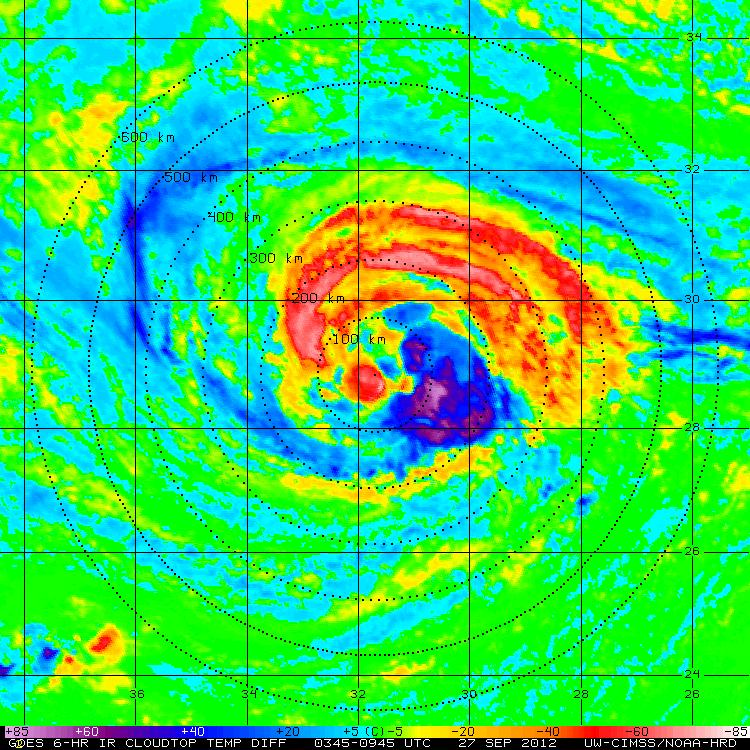 34
600 km
500 km
32
400 km
300 km
200 km
30
100 km
28
26
24
36 34 32 30 28 26
+85 +60 +40 +20 +5 (C) -5 -20 -40 -60 -85
GOES 6-HR IR CLOUDTOP TEMP DIFF 0345-0945 UTC 27 SEP 2012 UW-CIMSS/NOAA-HRD